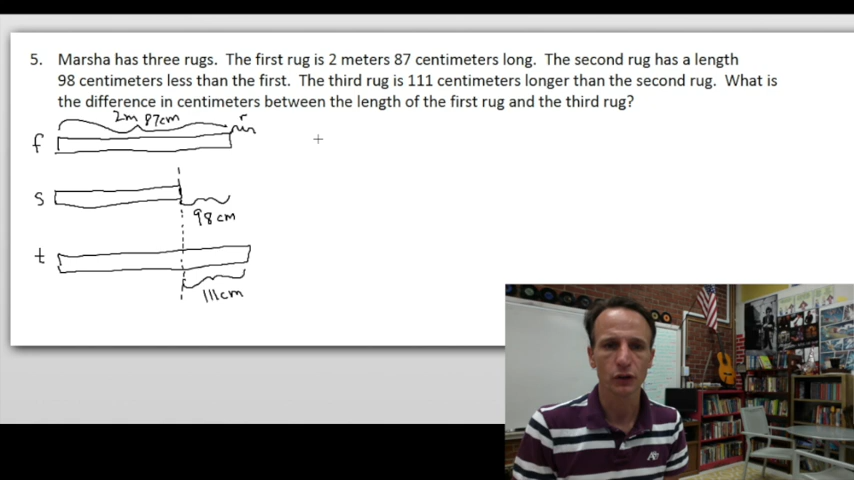 5. Marsha has three rugs. The first rug is 2 meters 87 centimeters long. The second rug has a length
98 centimeters less than the first. The third rug is 111 centimeters longer than the second rug. What is
the difference in centimeters between the length of the first rug and the third rug?
2m 87cm
f
s
98 cm
t
111cm